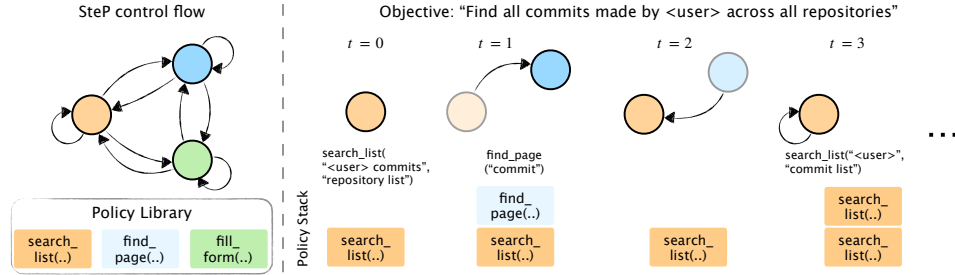 SteP control flow
Policy Library
search_
list(..)
find_
page(..)
fill_
form(..)
Objective: “Find all commits made by <user> across all repositories”
t = 0
t = 1
t = 2
t = 3
search_list(
“<user> commits”,
“repository list”)
find_page
(“commit”)
search_list(“<user>”,
“commit list”)
...
Policy Stack
find_
page(..)
search_
list(..)
search_
list(..)
search_
list(..)
search_
list(..)
search_
list(..)